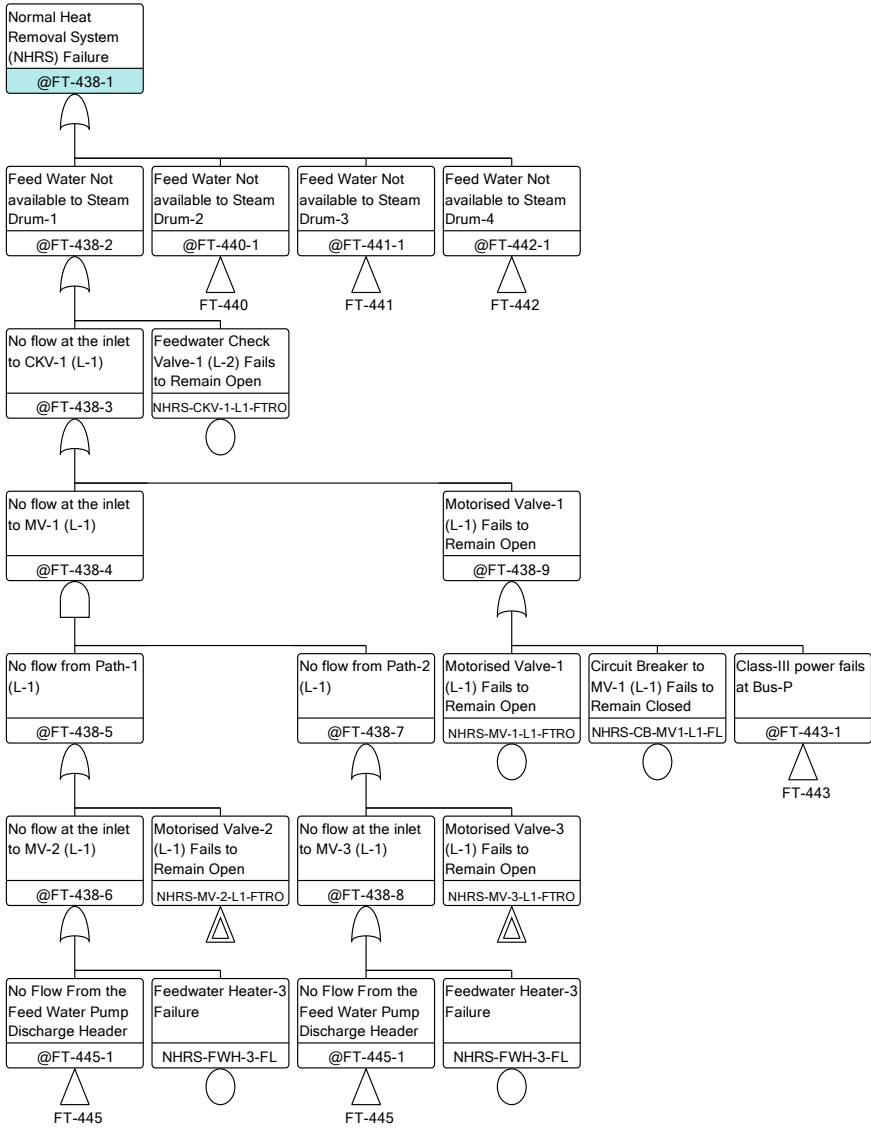 Normal Heat
Removal System
(NHRS) Failure
@FT-438-1
Feed Water Not
available to Steam
Drum-1
@FT-438-2
Feed Water Not
available to Steam
Drum-2
@FT-440-1
FT-440
Feed Water Not
available to Steam
Drum-3
@FT-441-1
FT-441
Feed Water Not
available to Steam
Drum-4
@FT-442-1
FT-442
No flow at the inlet
to CKV-1 (L-1)
@FT-438-3
Feedwater Check
Valve-1 (L-2) Fails
to Remain Open
NHRS-CKV-1-L1-FTRO
No flow at the inlet
to MV-1 (L-1)
@FT-438-4
Motorised Valve-1
(L-1) Fails to
Remain Open
@FT-438-9
No flow from Path-1
(L-1)
@FT-438-5
No flow from Path-2
(L-1)
@FT-438-7
Motorised Valve-1
(L-1) Fails to
Remain Open
NHRS-MV-1-L1-FTRO
Circuit Breaker to
MV-1 (L-1) Fails to
Remain Closed
NHRS-CB-MV1-L1-FL
Class-III power fails
at Bus-P
@FT-443-1
FT-443
No flow at the inlet
to MV-2 (L-1)
@FT-438-6
Motorised Valve-2
(L-1) Fails to
Remain Open
NHRS-MV-2-L1-FTRO
No flow at the inlet
to MV-3 (L-1)
@FT-438-8
Motorised Valve-3
(L-1) Fails to
Remain Open
NHRS-MV-3-L1-FTRO
No Flow From the
Feed Water Pump
Discharge Header
@FT-445-1
FT-445
Feedwater Heater-3
Failure
NHRS-FWH-3-FL
No Flow From the
Feed Water Pump
Discharge Header
@FT-445-1
FT-445
Feedwater Heater-3
Failure
NHRS-FWH-3-FL